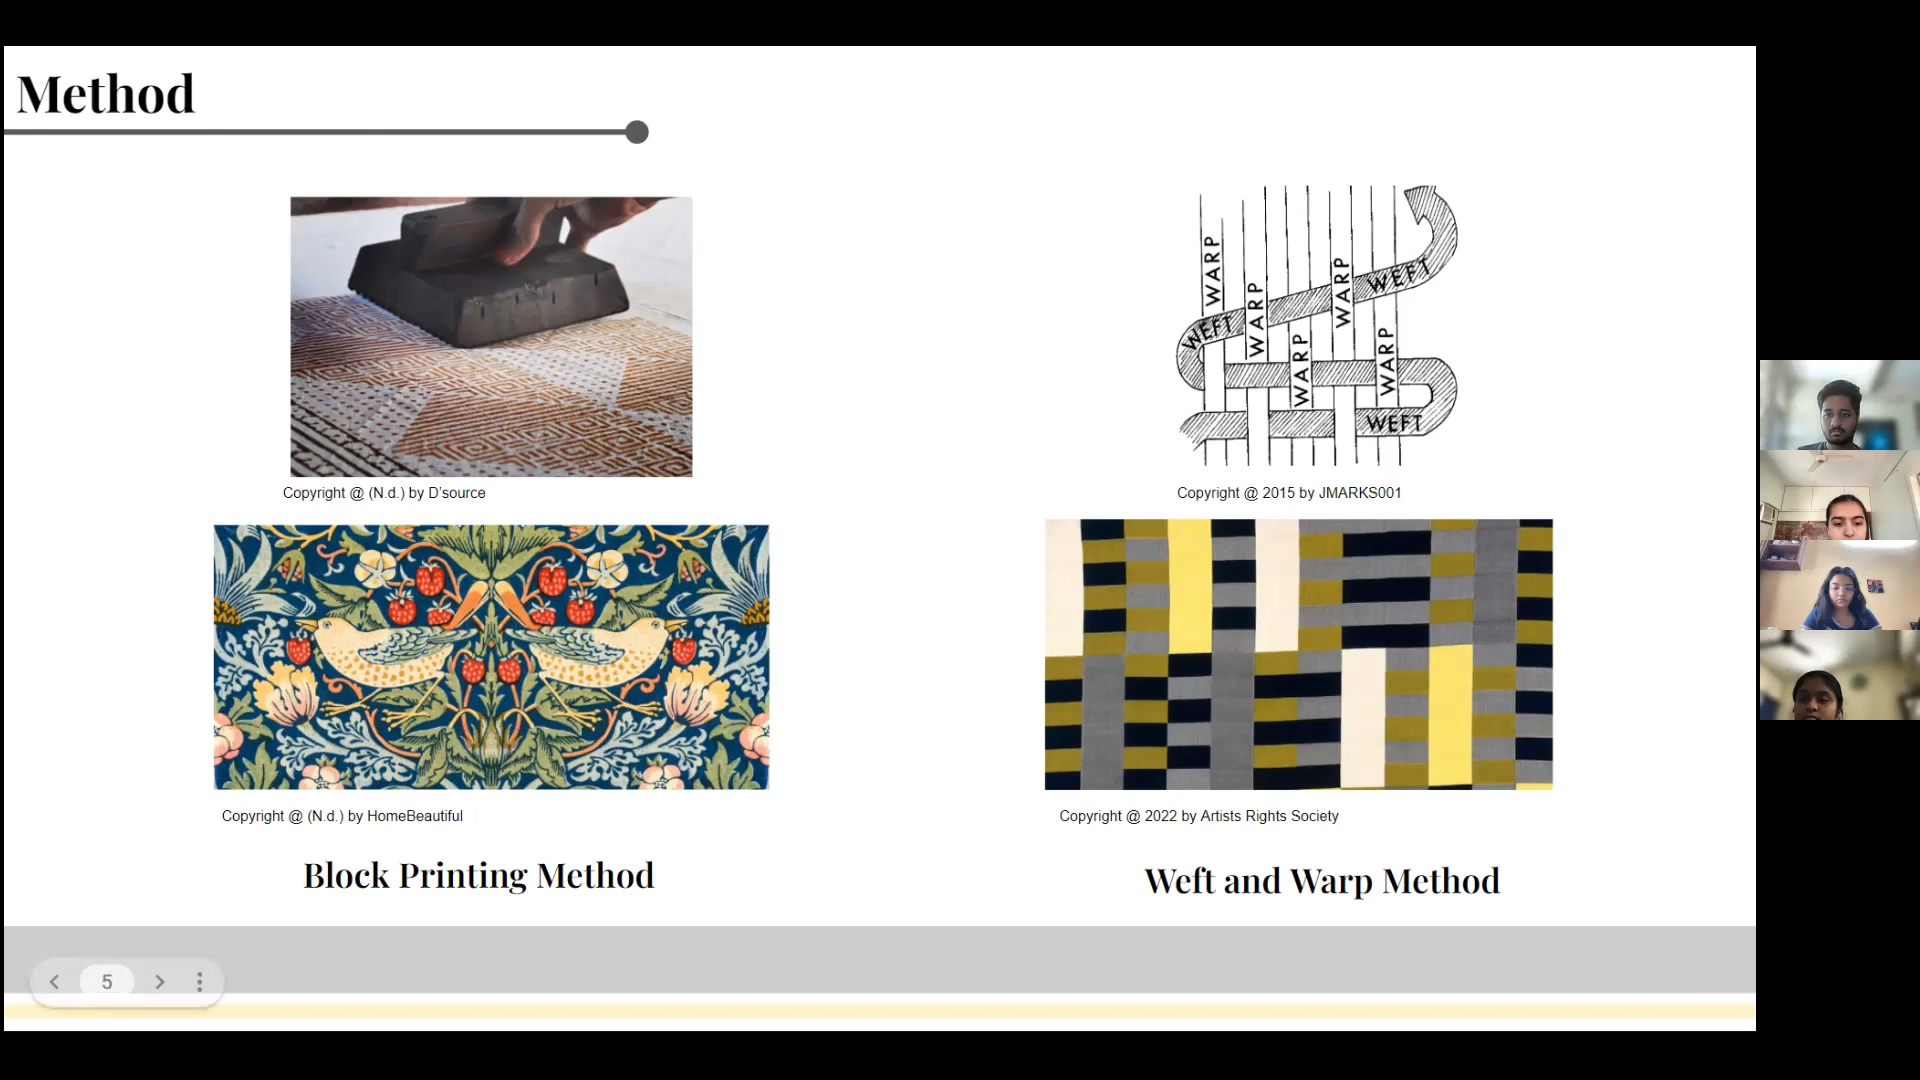 Method
WARP
WARP
WARP
WEFT
WEFT
WARP
WARP
WEFT
Copyright @ (N.d.) by D'source
Copyright @ 2015 by JMARKS001
Copyright @ (N.d.) by HomeBeautiful
Copyright @ 2022 by Artists Rights Society
Block Printing Method
Weft and Warp Method
5